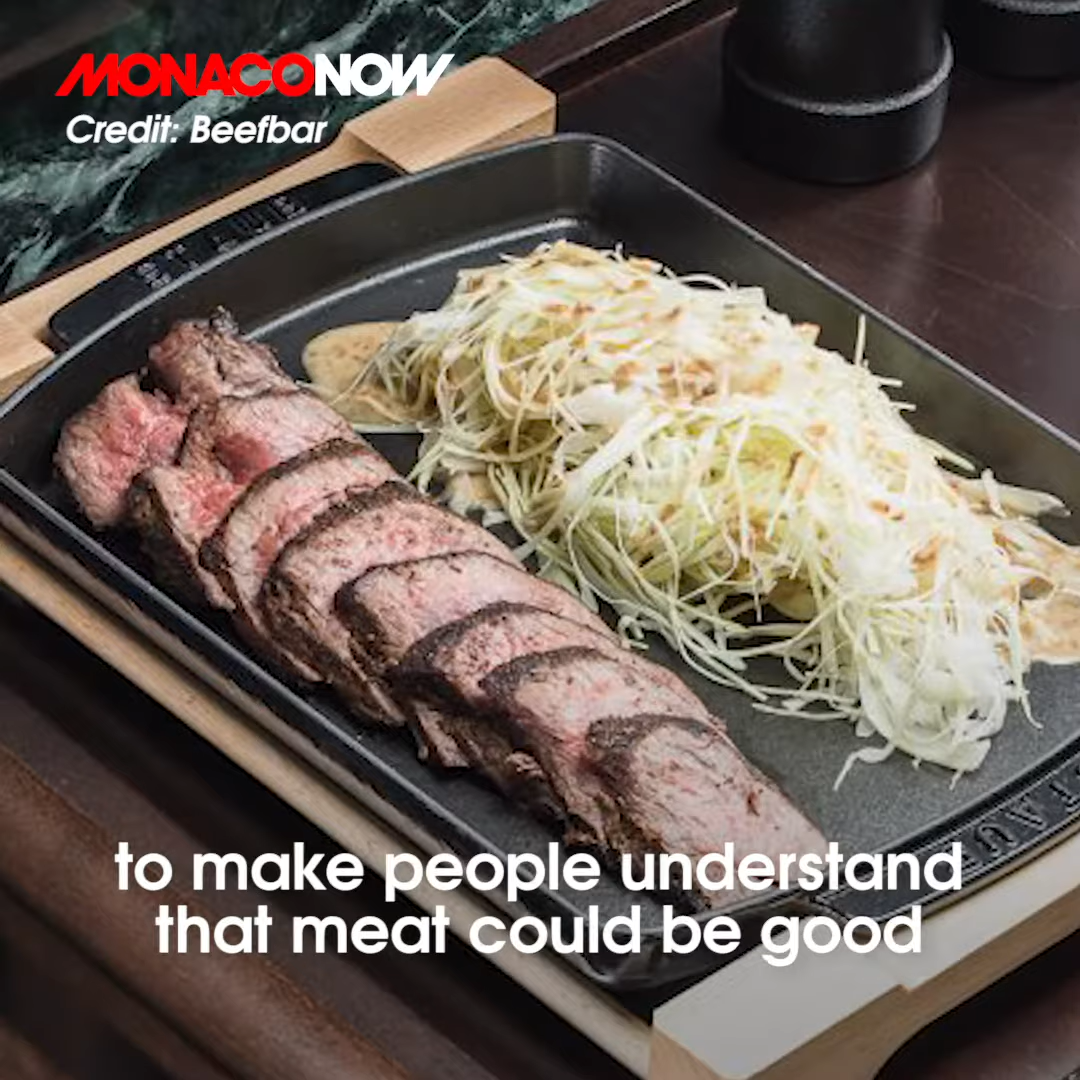 MONACONOW
Credit: Beefbar
to make people understand
that meat could be good